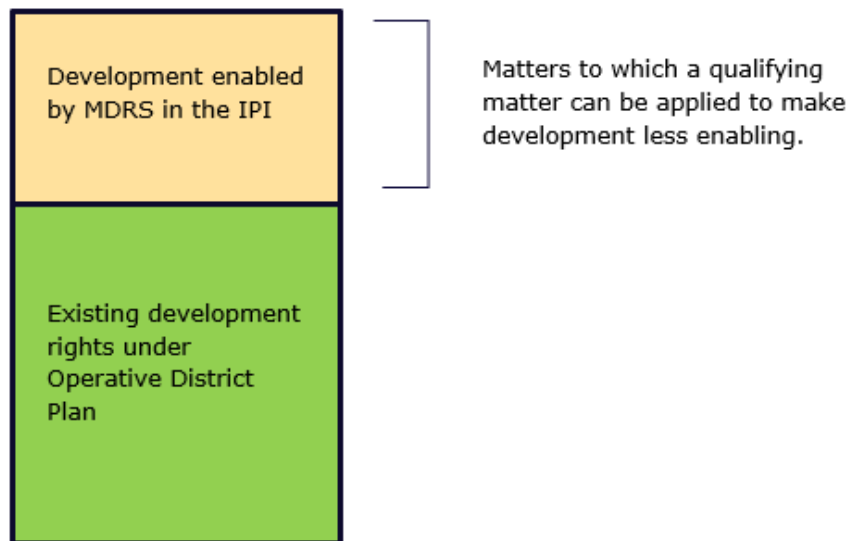 Development enabled
by MDRS in the IPI
Matters to which a qualifying
matter can be applied to make
development less enabling.
Existing development
rights under
Operative District
Plan